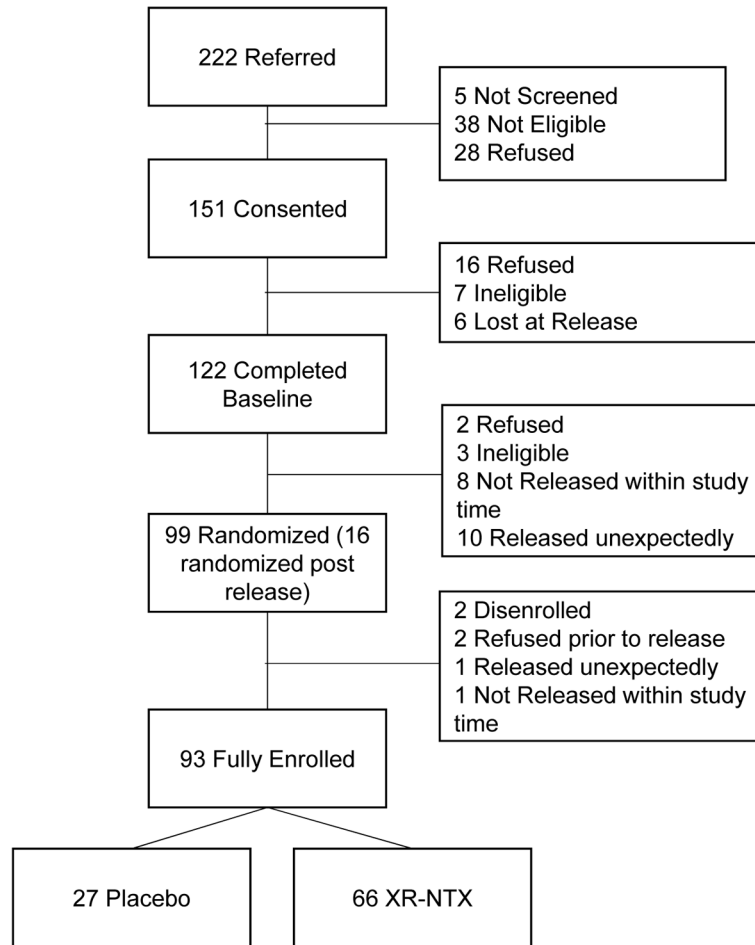 222 Referred
5 Not Screened
38 Not Eligible
28 Refused
151 Consented
16 Refused
7 Ineligible
6 Lost at Release
122 Completed
Baseline
2 Refused
3 Ineligible
8 Not Released within study
time
10 Released unexpectedly
99 Randomized (16
randomized post
release)
2 Disenrolled
2 Refused prior to release
1 Released unexpectedly
1 Not Released within study
time
93 Fully Enrolled
27 Placebo
66 XR-NTX